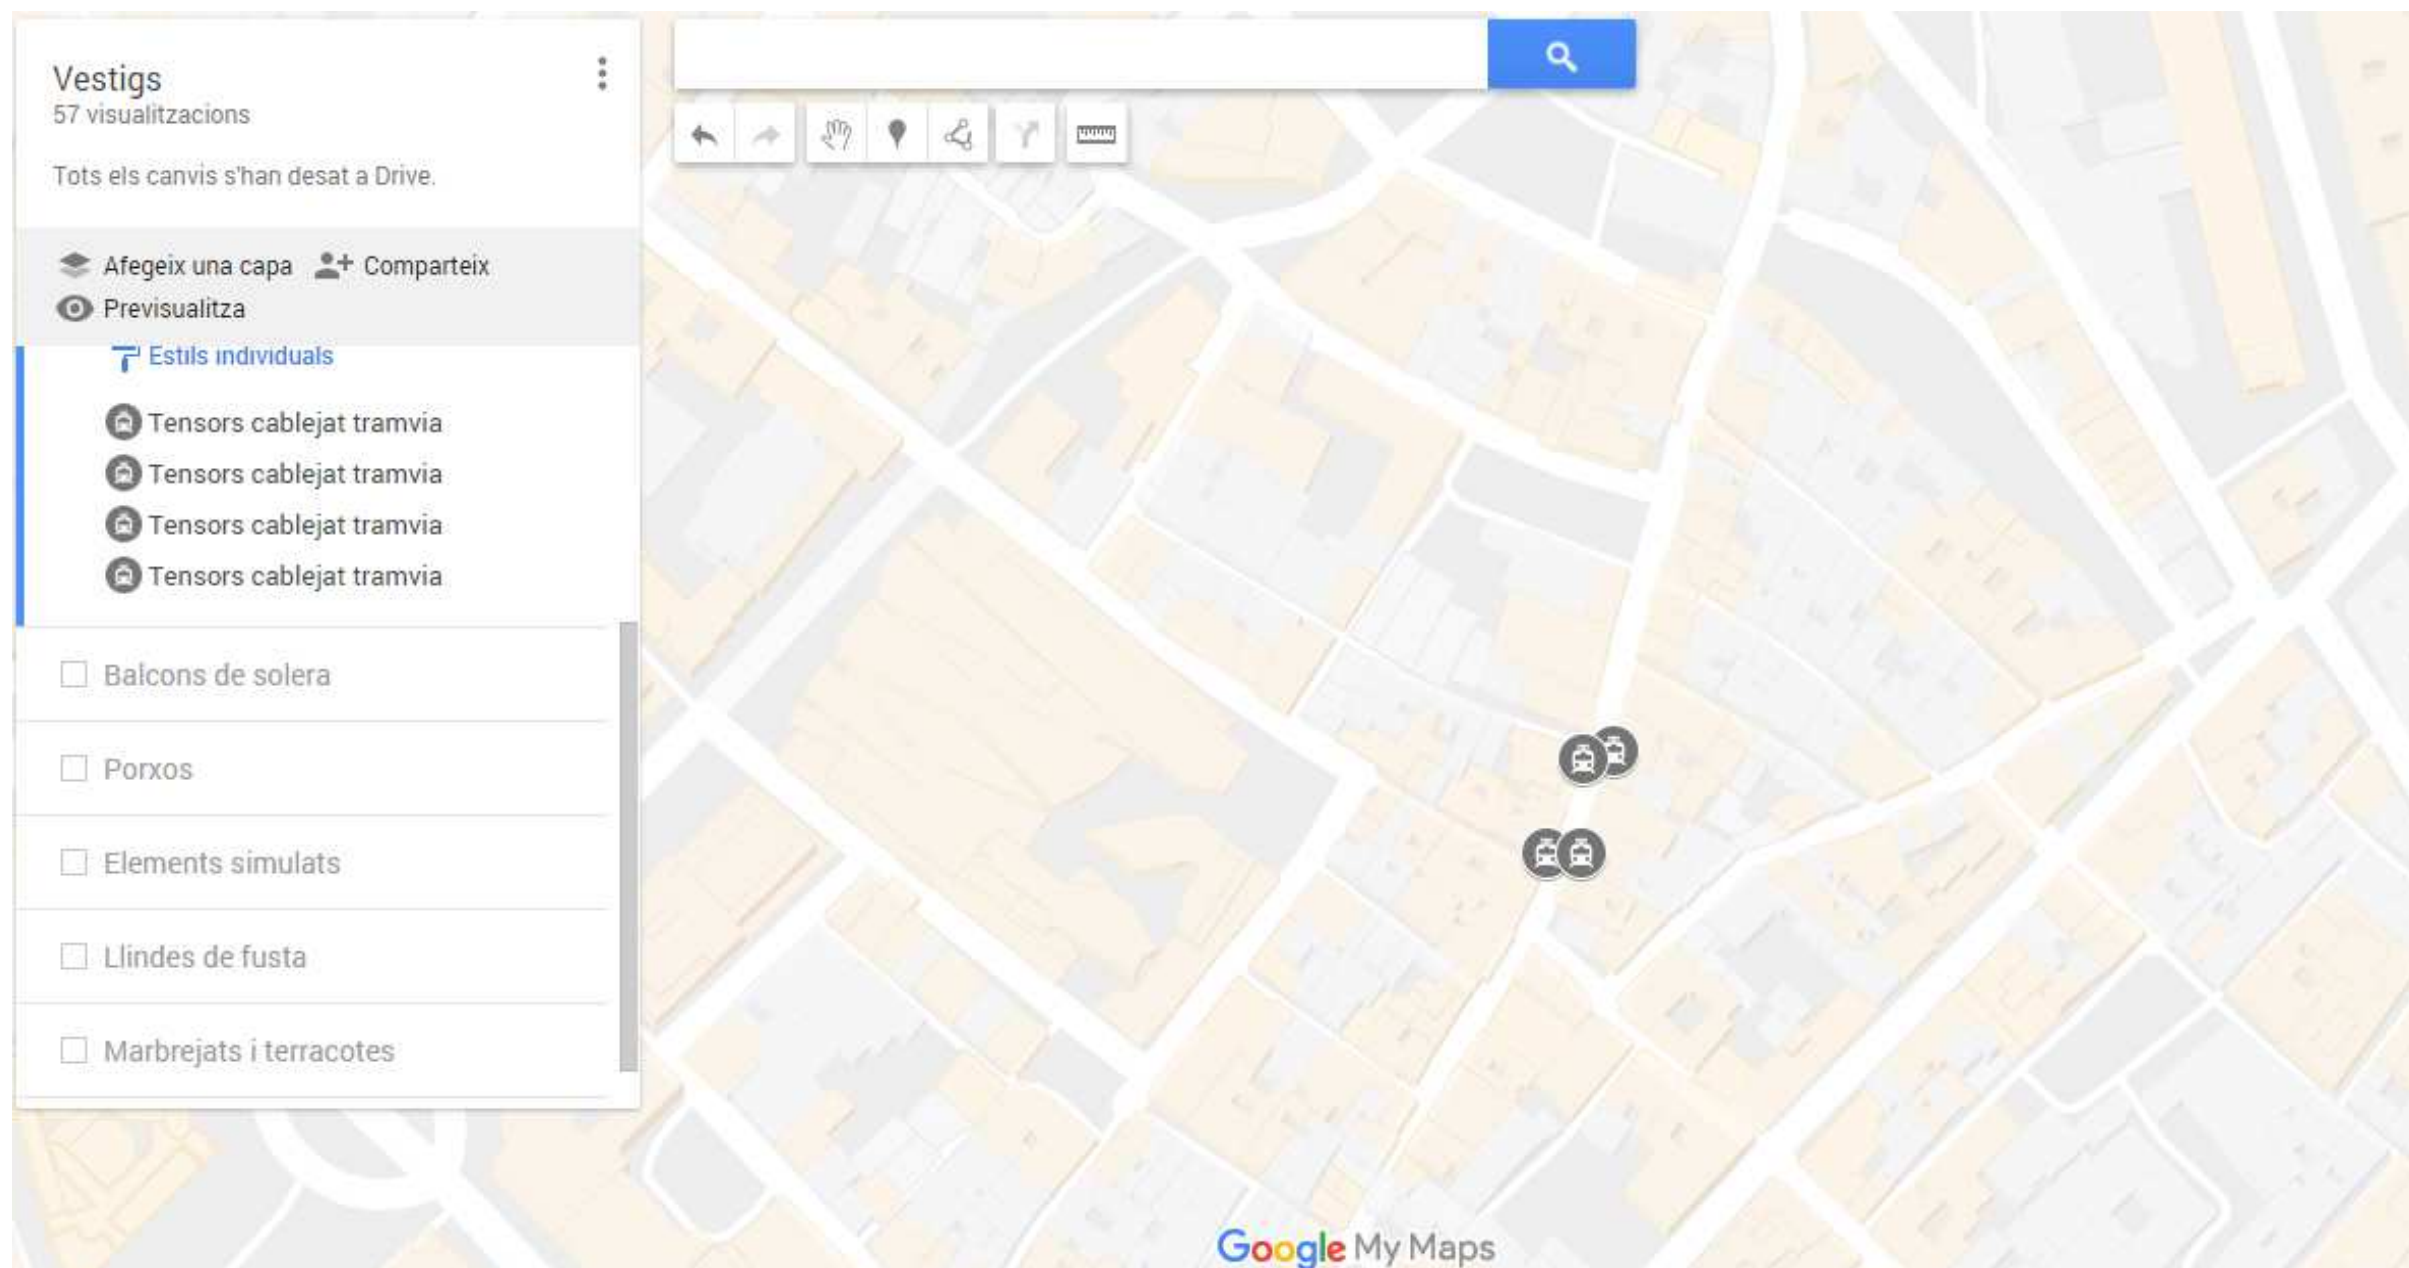 Vestigs
57 visualitzacions
Tots els canvis s'han desat a Drive.
Afegeix una capa Comparteix
Previsualitza
Estils individuals
Tensors cablejat tramvia
Tensors cablejat tramvia
Tensors cablejat tramvia
Tensors cablejat tramvia
Balcons de solera
Porxos
Elements simulats
Llindes de fusta
Marbrejats i terracotes
Google My Maps